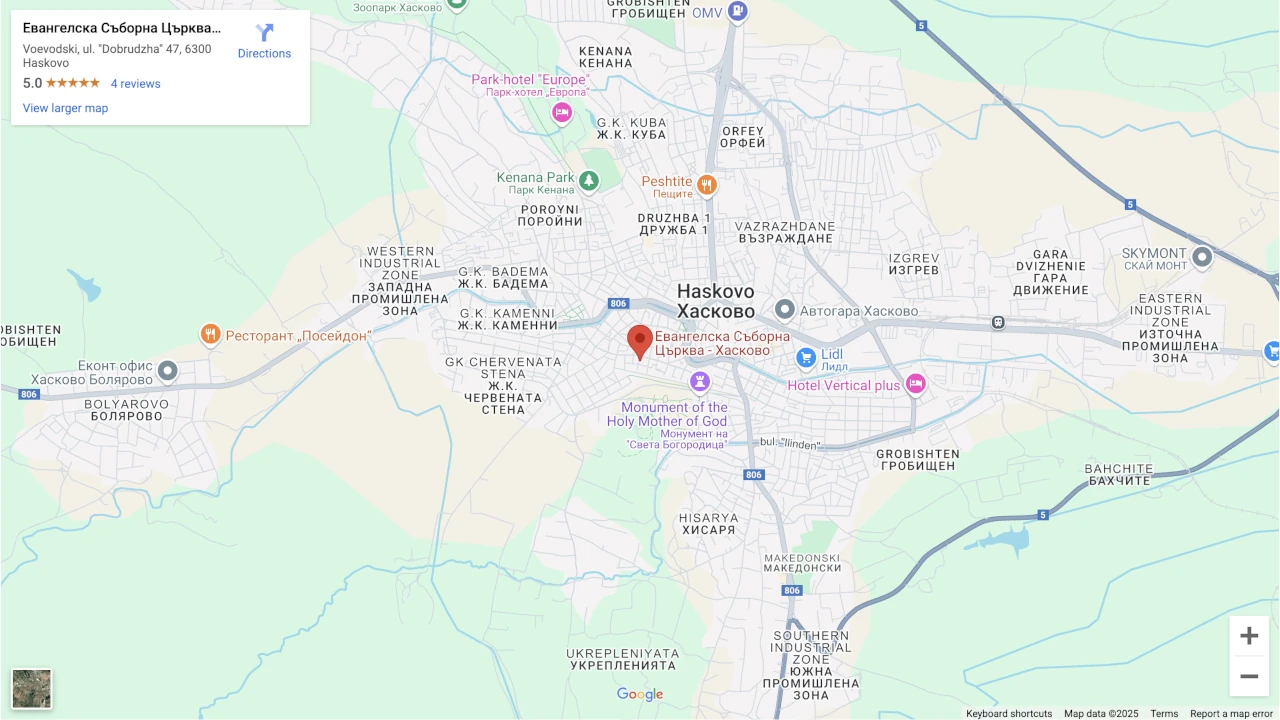 Евангелска Съборна Църква...
Voevodski, ul. "Dobrudzha" 47, 6300
Haskovo
5.0
4 reviews
View larger map
Directions
Зоопарк Хасково
GROBISHTEN
ГРОБИЩЕН
OMV
5
KENANA
КЕНАНА
Park-hotel "Europe"
Парк-хотел „Европа"
G.K. KUBA
Ж.К. КУБА
ORFEY
ОРФЕЙ
Kenana Park
Парк Кенана
Peshtite
Пещите
5
POROYNI
ПОРОЙНИ
DRUZHBA 1
ДРУЖБА 1
VAZRAZHDANE
ВЪЗРАЖДАНЕ
WESTERN
INDUSTRIAL
ZONE
ЗАПАДНА
ПРОМИШЛЕНА
ЗОНА
G.K. BADEMA
Ж.К. БАДЕМА
IZGREV
ИЗГРЕВ
GARA
DVIZHENIE
ГАРА
ДВИЖЕНИЕ
SKYMONT
СКАЙ МОНТ
Haskovo
Хасково
806
G.K. KAMENNI
Ж.К. КАМЕННИ
Автогара Хасково
EASTERN
INDUSTRIAL
ZONE
ИЗТОЧНА
ПРОМИШЛЕНА
ЗОНА
OBISHTEN
ОБИЩЕН
Ресторант „Посейдон"
Евангелска Съборна
Църква - Хасково
Lidl
Лидл
GK CHERVENATA
STENA
Ж.К.
ЧЕРВЕНАТА
СТЕНА
Еконт офис
Хасково Болярово
806
BOLYAROVO
БОЛЯРОВО
Hotel Vertical plus
Monument of the
Holy Mother of God
Монумент на
"Света Богородица"
bul. "Ilinden"
GROBISHTEN
ГРОБИЩЕН
806
BAHCHITE
БАХЧИТЕ
5
HISARYA
ХИСАРЯ
MAKEDONSKI
МАКЕДОНСКИ
806
SOUTHERN
INDUSTRIAL
ZONE
ЮЖНА
ПРОМИШЛЕНА
ЗОНА
UKREPLENIYATA
УКРЕПЛЕНИЯТА
Google
Keyboard shortcuts
Map data ©2025
Terms
Report a map error